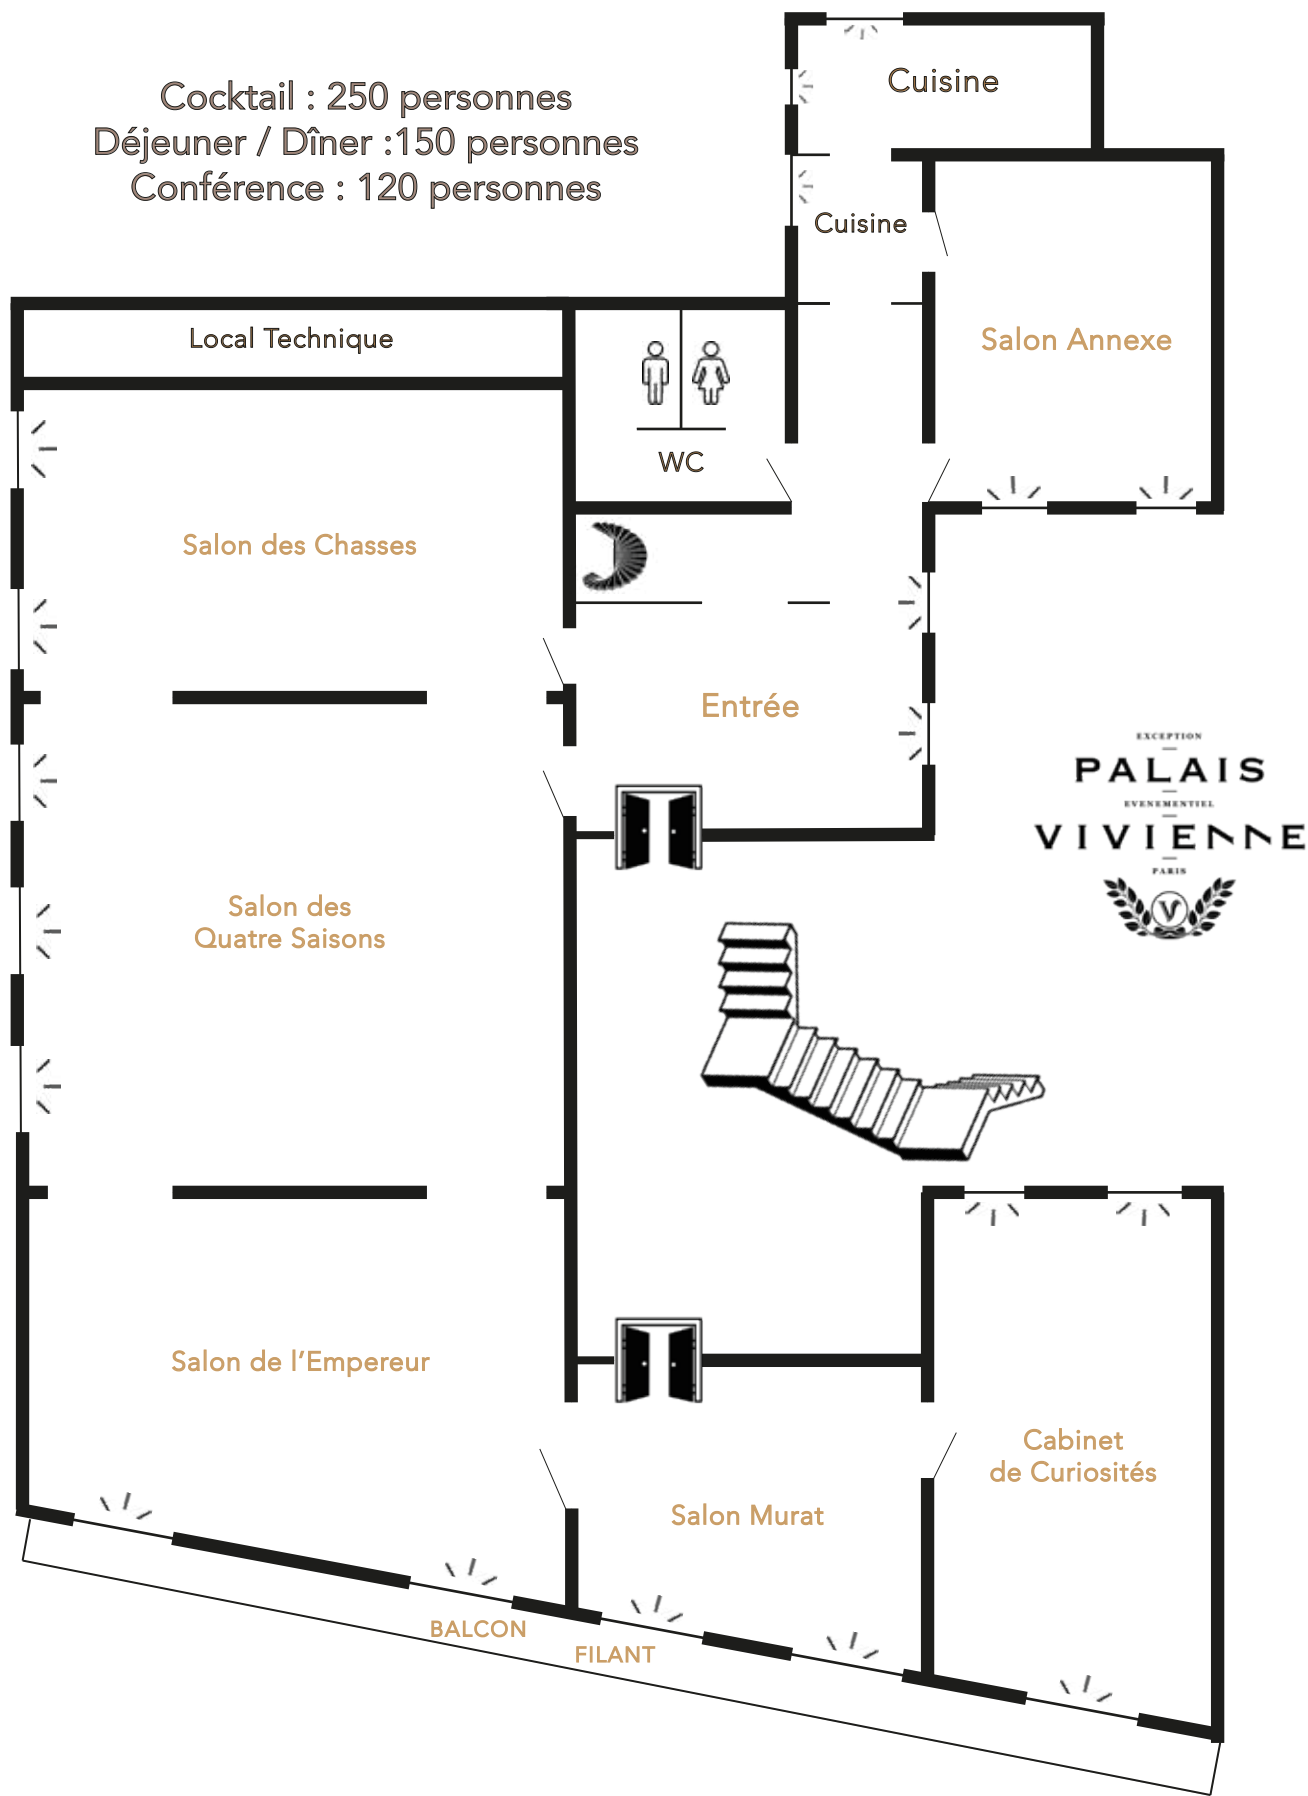 Cocktail : 250 personnes
Déjeuner / Dîner :150 personnes
Conférence : 120 personnes
Cuisine
Cuisine
Local Technique
Salon Annexe
WC
Salon des Chasses
Entrée
EXCEPTION
PALAIS
EVENEMENTIEL
VIVIENNE
PARIS
V
Salon des
Quatre Saisons
Salon de l’Empereur
Cabinet
de Curiosités
Salon Murat
BALCON
FILANT